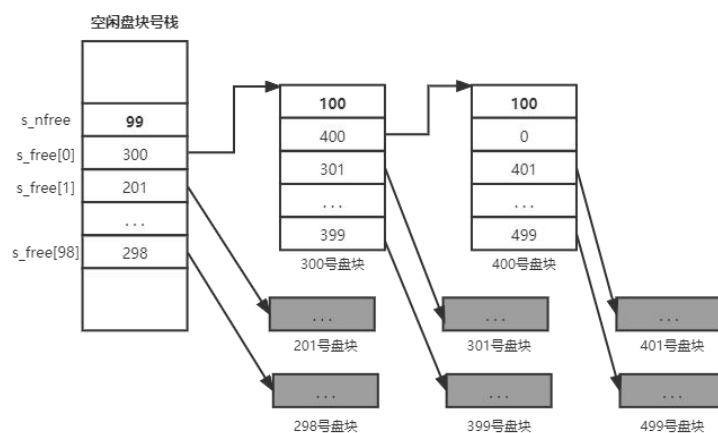 空闲盘块号栈
s_nfree 99
s_free[0] 300
s_free[1] 201
...
s_free[98] 298
100
400
301
...
399
300号盘块
100
0
401
...
499
400号盘块
... ... ...
201号盘块 301号盘块 401号盘块
... ... ...
298号盘块 399号盘块 499号盘块